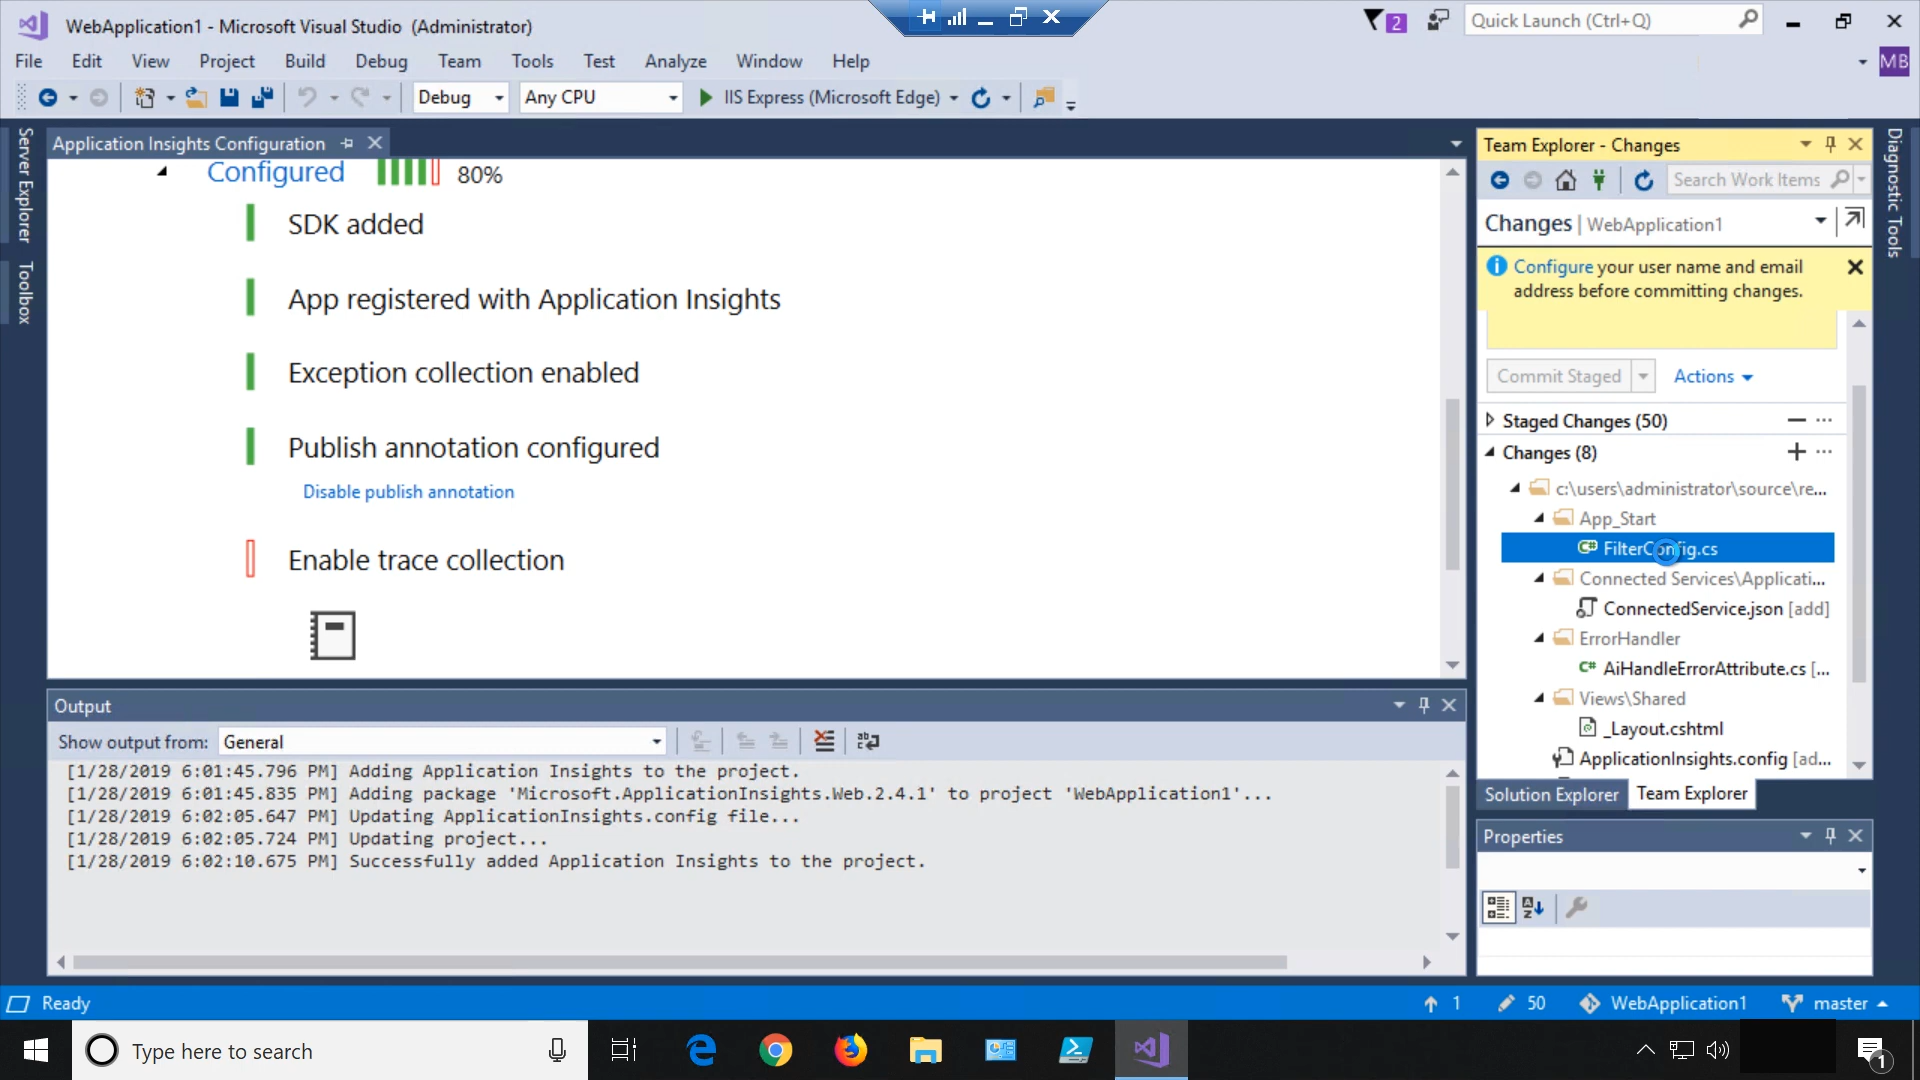 WebApplication1 - Microsoft Visual Studio (Administrator)
2
Quick Launch (Ctrl+Q)
File Edit View Project Build Debug Team Tools Test Analyze Window Help
MB
Debug
Any CPU
IIS Express (Microsoft Edge)
Server Explorer
Toolbox
Application Insights Configuration
Configured
80%
SDK added
App registered with Application Insights
Exception collection enabled
Publish annotation configured
Disable publish annotation
Enable trace collection
Output
Show output from: General
[1/28/2019 6:01:45.796 PM] Adding Application Insights to the project.
[1/28/2019 6:01:45.835 PM] Adding package 'Microsoft.ApplicationInsights.Web.2.4.1' to project 'WebApplication1'...
[1/28/2019 6:02:05.647 PM] Updating ApplicationInsights.config file...
[1/28/2019 6:02:05.724 PM] Updating project...
[1/28/2019 6:02:10.675 PM] Successfully added Application Insights to the project.
Team Explorer - Changes
Search Work Items
Changes | WebApplication1
Configure your user name and email
address before committing changes.
Commit Staged
Actions
Staged Changes (50)
Changes (8)
c:\users\administrator\source\re...
App_Start
FilterConfig.cs
Connected Services\Applicati...
ConnectedService.json [add]
ErrorHandler
AiHandleErrorAttribute.cs [...
Views\Shared
_Layout.cshtml
ApplicationInsights.config [ad...
Solution Explorer
Team Explorer
Properties
Diagnostic Tools
Ready
1
50
WebApplication1
master
Type here to search
1